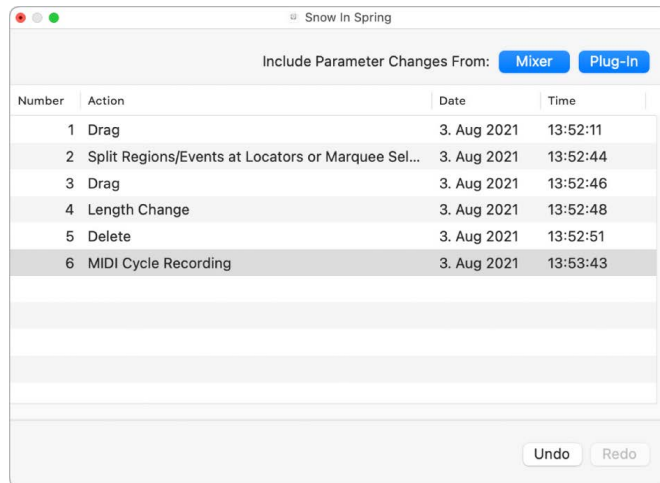 Snow In Spring
Include Parameter Changes From: Mixer Plug-In
Number Action Date Time
1 Drag 3. Aug 2021 13:52:11
2 Split Regions/Events at Locators or Marquee Sel... 3. Aug 2021 13:52:44
3 Drag 3. Aug 2021 13:52:46
4 Length Change 3. Aug 2021 13:52:48
5 Delete 3. Aug 2021 13:52:51
6 MIDI Cycle Recording 3. Aug 2021 13:53:43
Undo Redo